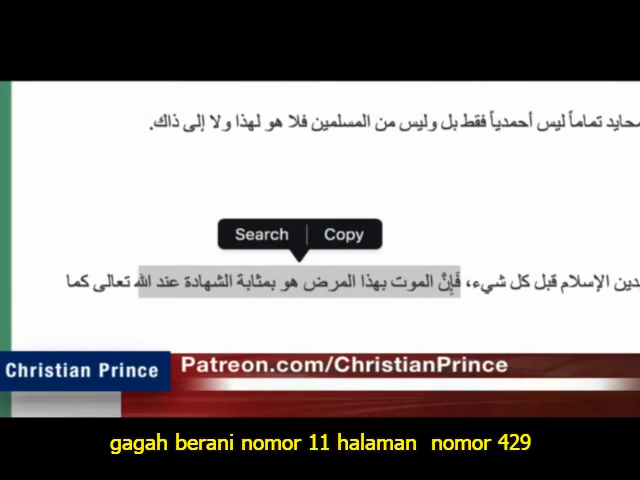 محايد تماماً ليس أحمدياً فقط بل وليس من المسلمين فلا هو لهذا ولا إلى ذاك.
Search | Copy
دين الإسلام قبل كل شيء، فَإِنَّ الموت بهذا المرض هو بمثابة الشهادة عند الله تعالى كما
Christian Prince
Patreon.com/ChristianPrince
gagah berani nomor 11 halaman nomor 429